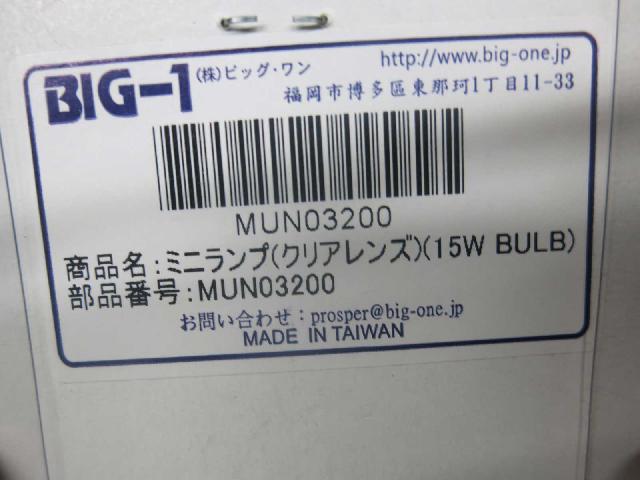 BIG-1 (株)ビッグ・ワン
http://www.big-one.jp
福岡市博多區東那珂1丁目11-33
MUN03200
商品名:ミニランプ(クリアレンズ)(15W BULB)
部品番号:MUN03200
お問い合わせ：prosper@big-one.jp
MADE IN TAIWAN